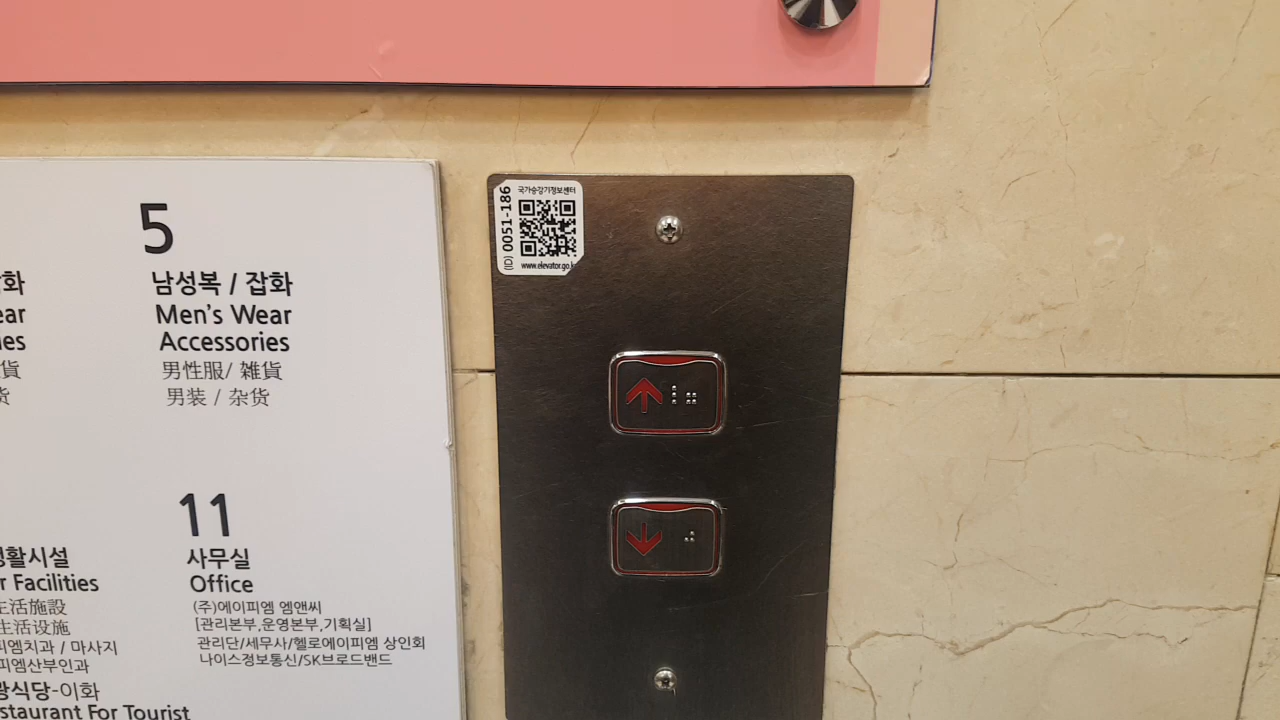 5
남성복 / 잡화
Men's Wear
Accessories
男性服/ 雑貨
男装 / 杂货
화
ear
ies
貨
货
11
사무실
Office
(주)에이피엠 엠앤씨
[관리본부,운영본부,기획실]
관리단/세무사/헬로에이피엠 상인회
나이스정보통신/SK브로드밴드
활시설
r Facilities
生活施設
生活设施
피엠치과 / 마사지
피엠산부인과
광식당-이화
staurant For Tourist
국가승강기정보센터
(ID) 0051-186
www.elevator.go.k